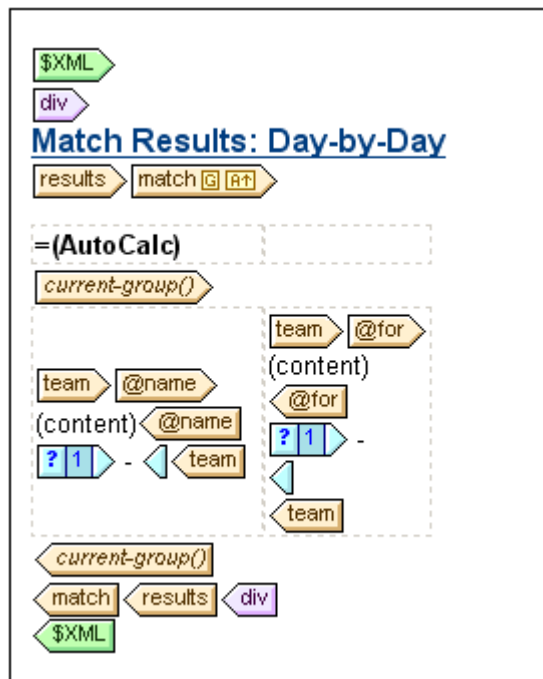 $XML
div
Match Results: Day-by-Day
results match G A↑
=(AutoCalc)
current-group()
team @name
(content) @name
? 1 - team
team @for
(content)
@for
? 1 -
team
current-group()
match results div
$XML